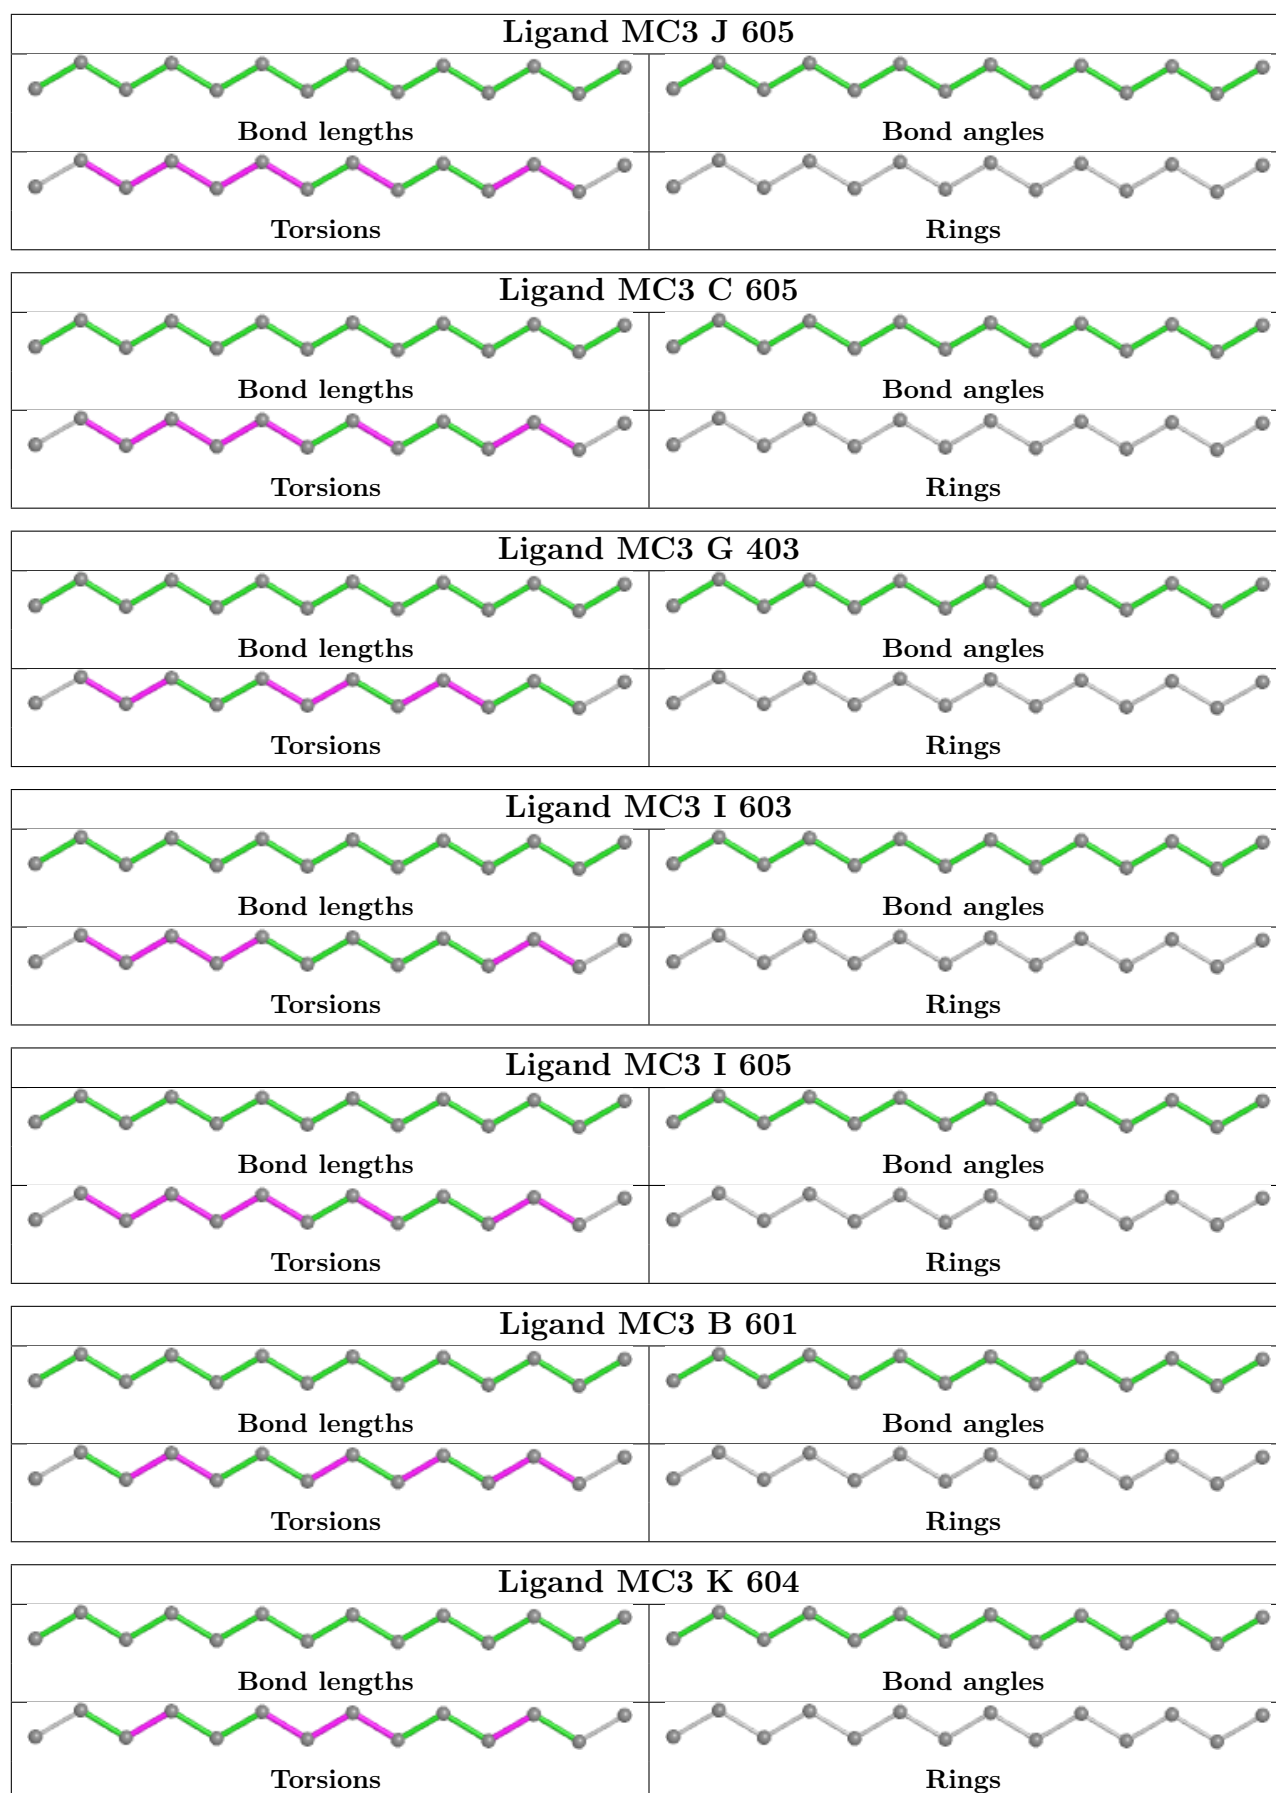 Ligand MC3 J 605
Bond lengths Bond angles
Torsions Rings
Ligand MC3 C 605
Bond lengths Bond angles
Torsions Rings
Ligand MC3 G 403
Bond lengths Bond angles
Torsions Rings
Ligand MC3 I 603
Bond lengths Bond angles
Torsions Rings
Ligand MC3 I 605
Bond lengths Bond angles
Torsions Rings
Ligand MC3 B 601
Bond lengths Bond angles
Torsions Rings
Ligand MC3 K 604
Bond lengths Bond angles
Torsions Rings